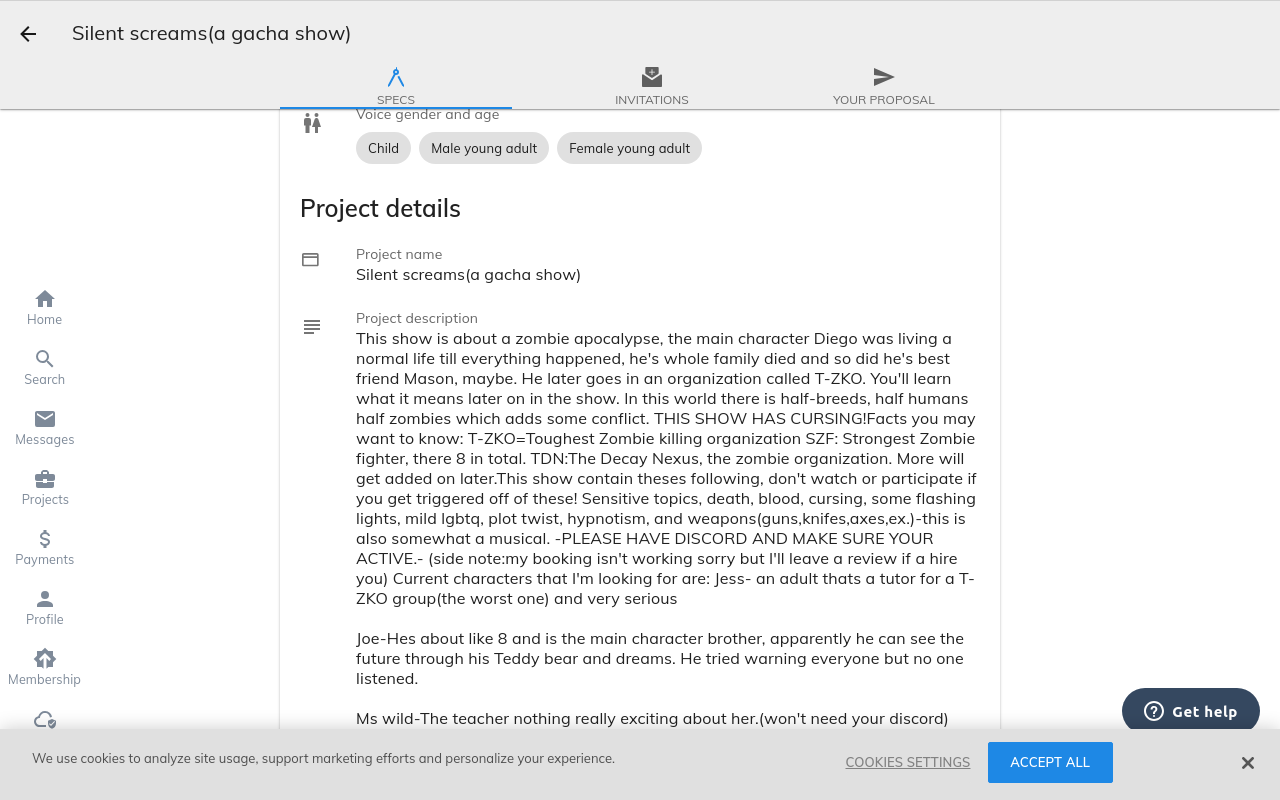 Silent screams(a gacha show)
SPECS
INVITATIONS
YOUR PROPOSAL
Voice gender and age
Child
Male young adult
Female young adult
Project details
Project name
Silent screams(a gacha show)
Project description
This show is about a zombie apocalypse, the main character Diego was living a
normal life till everything happened, he's whole family died and so did he's best
friend Mason, maybe. He later goes in an organization called T-ZKO. You'll learn
what it means later on in the show. In this world there is half-breeds, half humans
half zombies which adds some conflict. THIS SHOW HAS CURSING!Facts you may
want to know: T-ZKO=Toughest Zombie killing organization SZF: Strongest Zombie
fighter, there 8 in total. TDN:The Decay Nexus, the zombie organization. More will
get added on later.This show contain theses following, don't watch or participate if
you get triggered off of these! Sensitive topics, death, blood, cursing, some flashing
lights, mild lgbtq, plot twist, hypnotism, and weapons(guns,knifes,axes,ex.)-this is
also somewhat a musical. -PLEASE HAVE DISCORD AND MAKE SURE YOUR
ACTIVE.- (side note:my booking isn't working sorry but I'll leave a review if a hire
you) Current characters that I'm looking for are: Jess- an adult thats a tutor for a T-
ZKO group(the worst one) and very serious
Joe-Hes about like 8 and is the main character brother, apparently he can see the
future through his Teddy bear and dreams. He tried warning everyone but no one
listened.
Ms wild-The teacher nothing really exciting about her.(won't need your discord)
Home
Search
Messages
Projects
Payments
Profile
Membership
Get help
We use cookies to analyze site usage, support marketing efforts and personalize your experience.
COOKIES SETTINGS
ACCEPT ALL